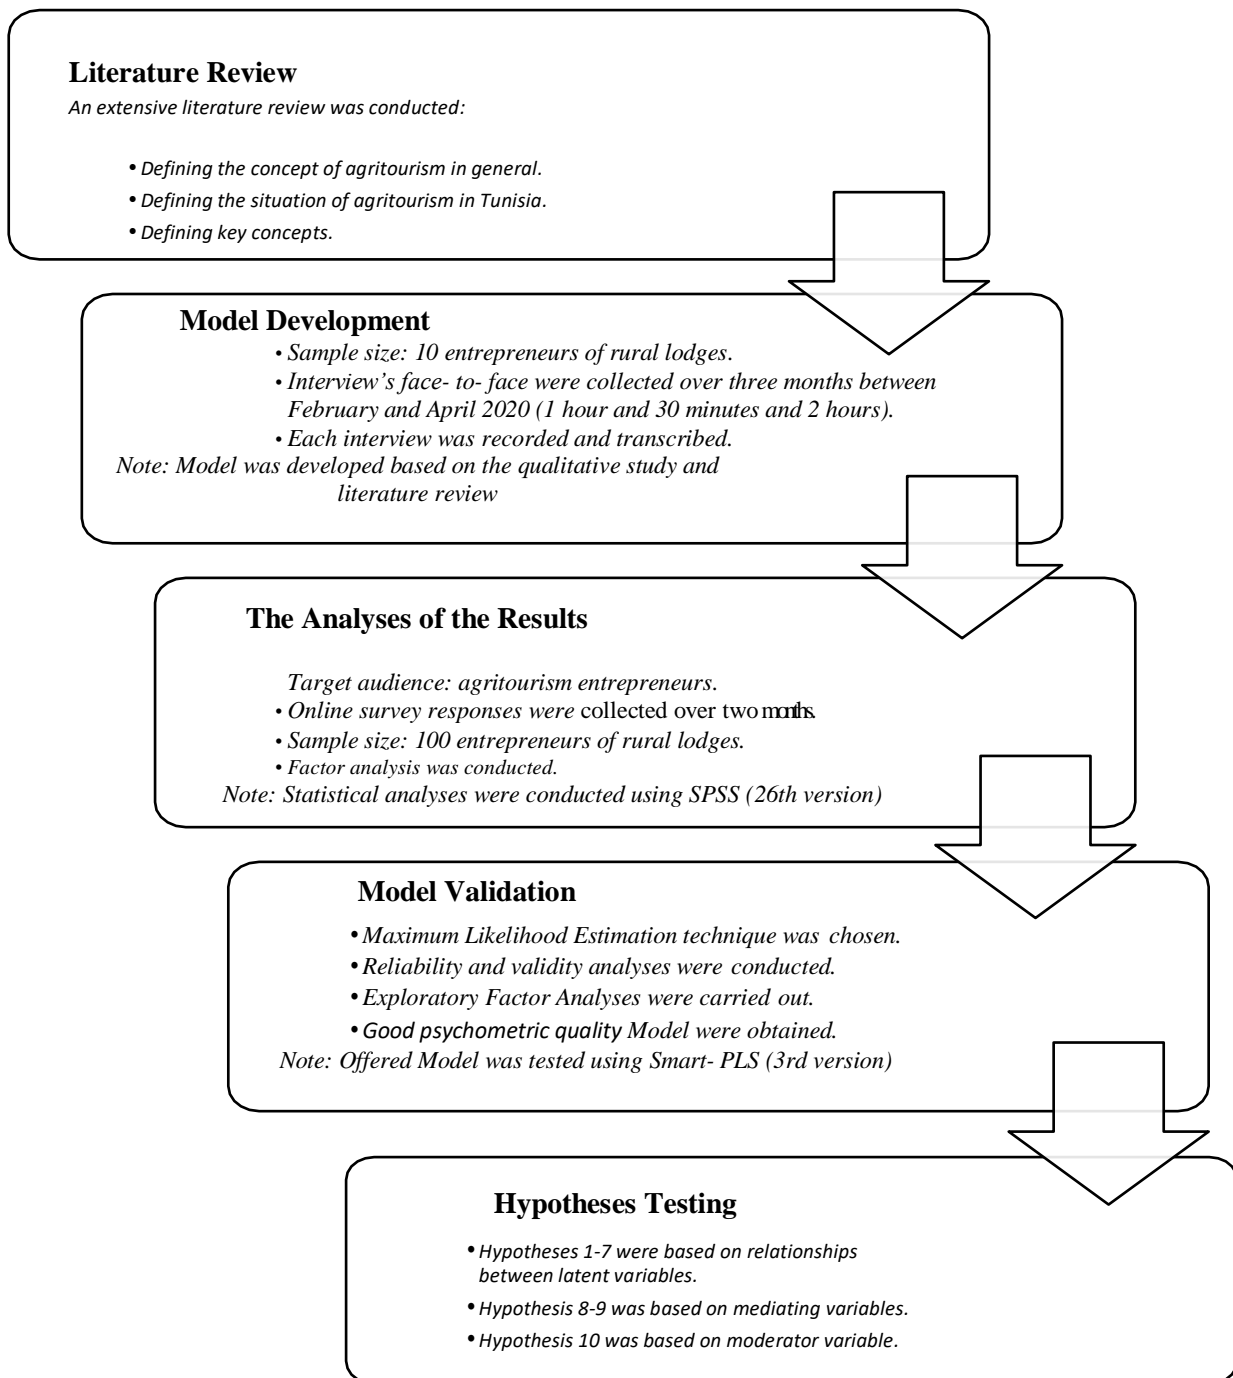 Literature Review
An extensive literature review was conducted:
• Defining the concept of agritourism in general.
• Defining the situation of agritourism in Tunisia.
• Defining key concepts.
Model Development
• Sample size: 10 entrepreneurs of rural lodges.
• Interview’s face- to- face were collected over three months between
February and April 2020 (1 hour and 30 minutes and 2 hours).
• Each interview was recorded and transcribed.
Note: Model was developed based on the qualitative study and
literature review
The Analyses of the Results
Target audience: agritourism entrepreneurs.
• Online survey responses were collected over two months.
• Sample size: 100 entrepreneurs of rural lodges.
• Factor analysis was conducted.
Note: Statistical analyses were conducted using SPSS (26th version)
Model Validation
• Maximum Likelihood Estimation technique was chosen.
• Reliability and validity analyses were conducted.
• Exploratory Factor Analyses were carried out.
• Good psychometric quality Model were obtained.
Note: Offered Model was tested using Smart- PLS (3rd version)
Hypotheses Testing
• Hypotheses 1-7 were based on relationships
between latent variables.
• Hypothesis 8-9 was based on mediating variables.
• Hypothesis 10 was based on moderator variable.